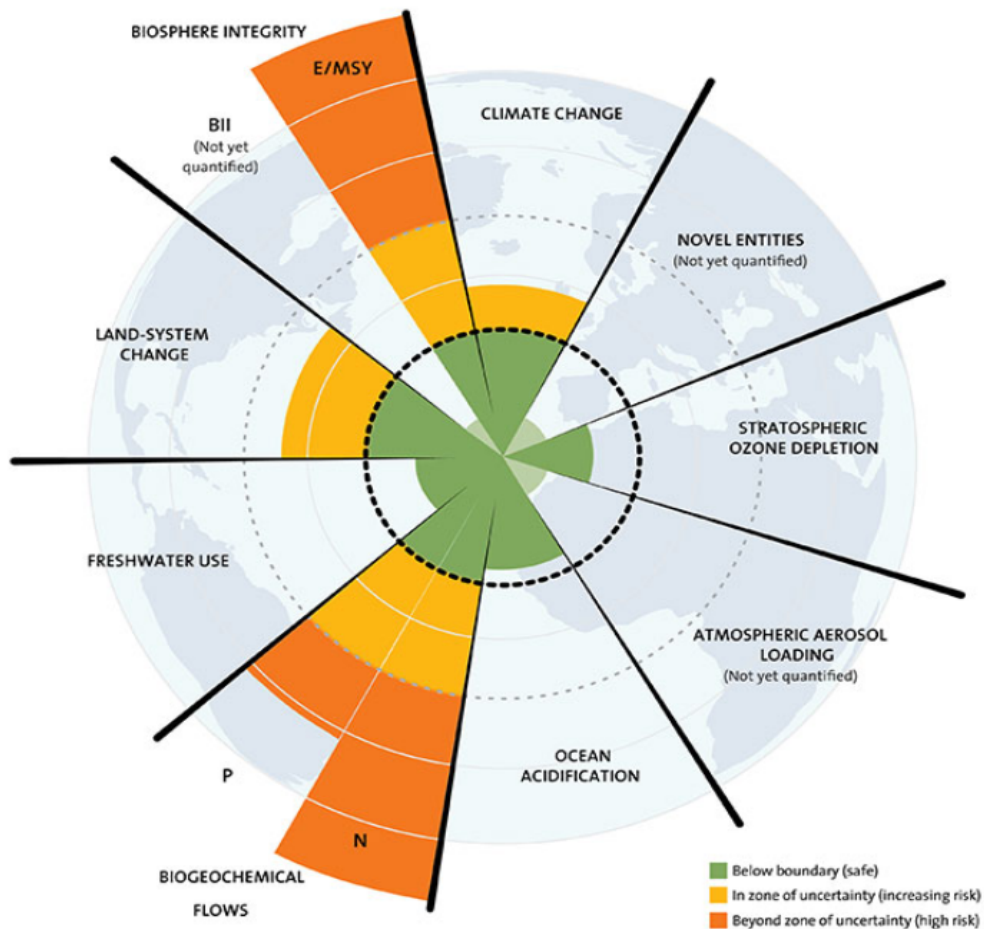 BIOSPHERE INTEGRITY
E/MSY
BII
(Not yet
quantified)
CLIMATE CHANGE
NOVEL ENTITIES
(Not yet quantified)
LAND-SYSTEM
CHANGE
STRATOSPHERIC
OZONE DEPLETION
FRESHWATER USE
ATMOSPHERIC AEROSOL
LOADING
(Not yet quantified)
OCEAN
ACIDIFICATION
P
N
BIOGEOCHEMICAL
FLOWS
Below boundary (safe)
In zone of uncertainty (increasing risk)
Beyond zone of uncertainty (high risk)